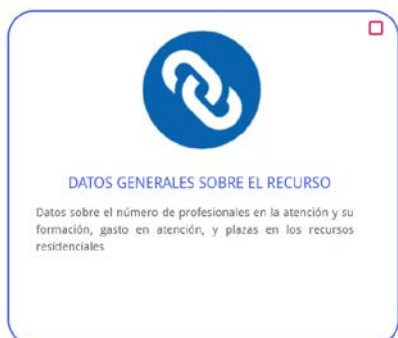 DATOS GENERALES SOBRE EL RECURSO
Datos sobre el número de profesionales en la atención y su
formación, gasto en atención, y plazas en los recursos
residenciales